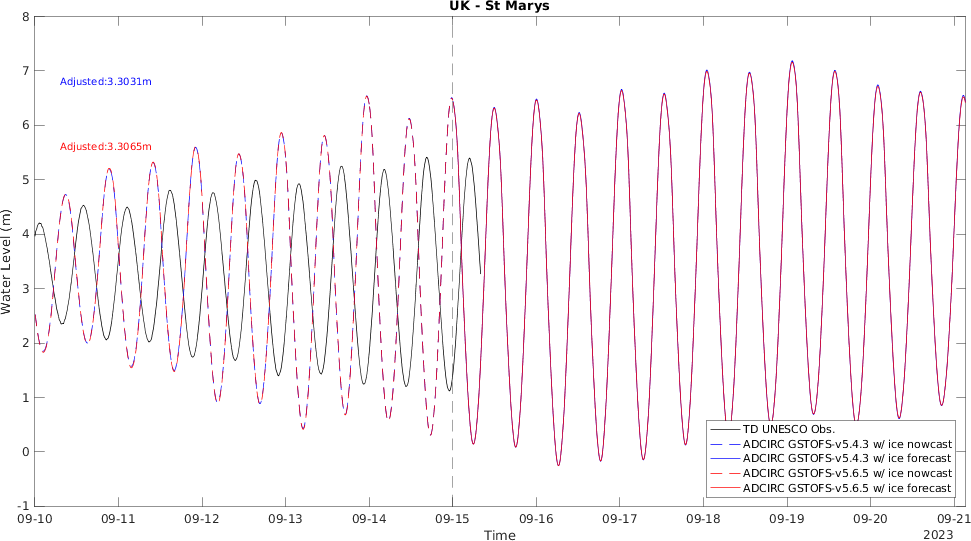 UK - St Marys
8
7
6
5
4
3
2
1
0
-1
Water Level (m)
Adjusted:3.3031m
Adjusted:3.3065m
TD UNESCO Obs.
ADCIRC GSTOFS-v5.4.3 w/ ice nowcast
ADCIRC GSTOFS-v5.4.3 w/ ice forecast
ADCIRC GSTOFS-v5.6.5 w/ ice nowcast
ADCIRC GSTOFS-v5.6.5 w/ ice forecast
09-10 09-11 09-12 09-13 09-14 09-15 09-16 09-17 09-18 09-19 09-20 09-21
Time
2023